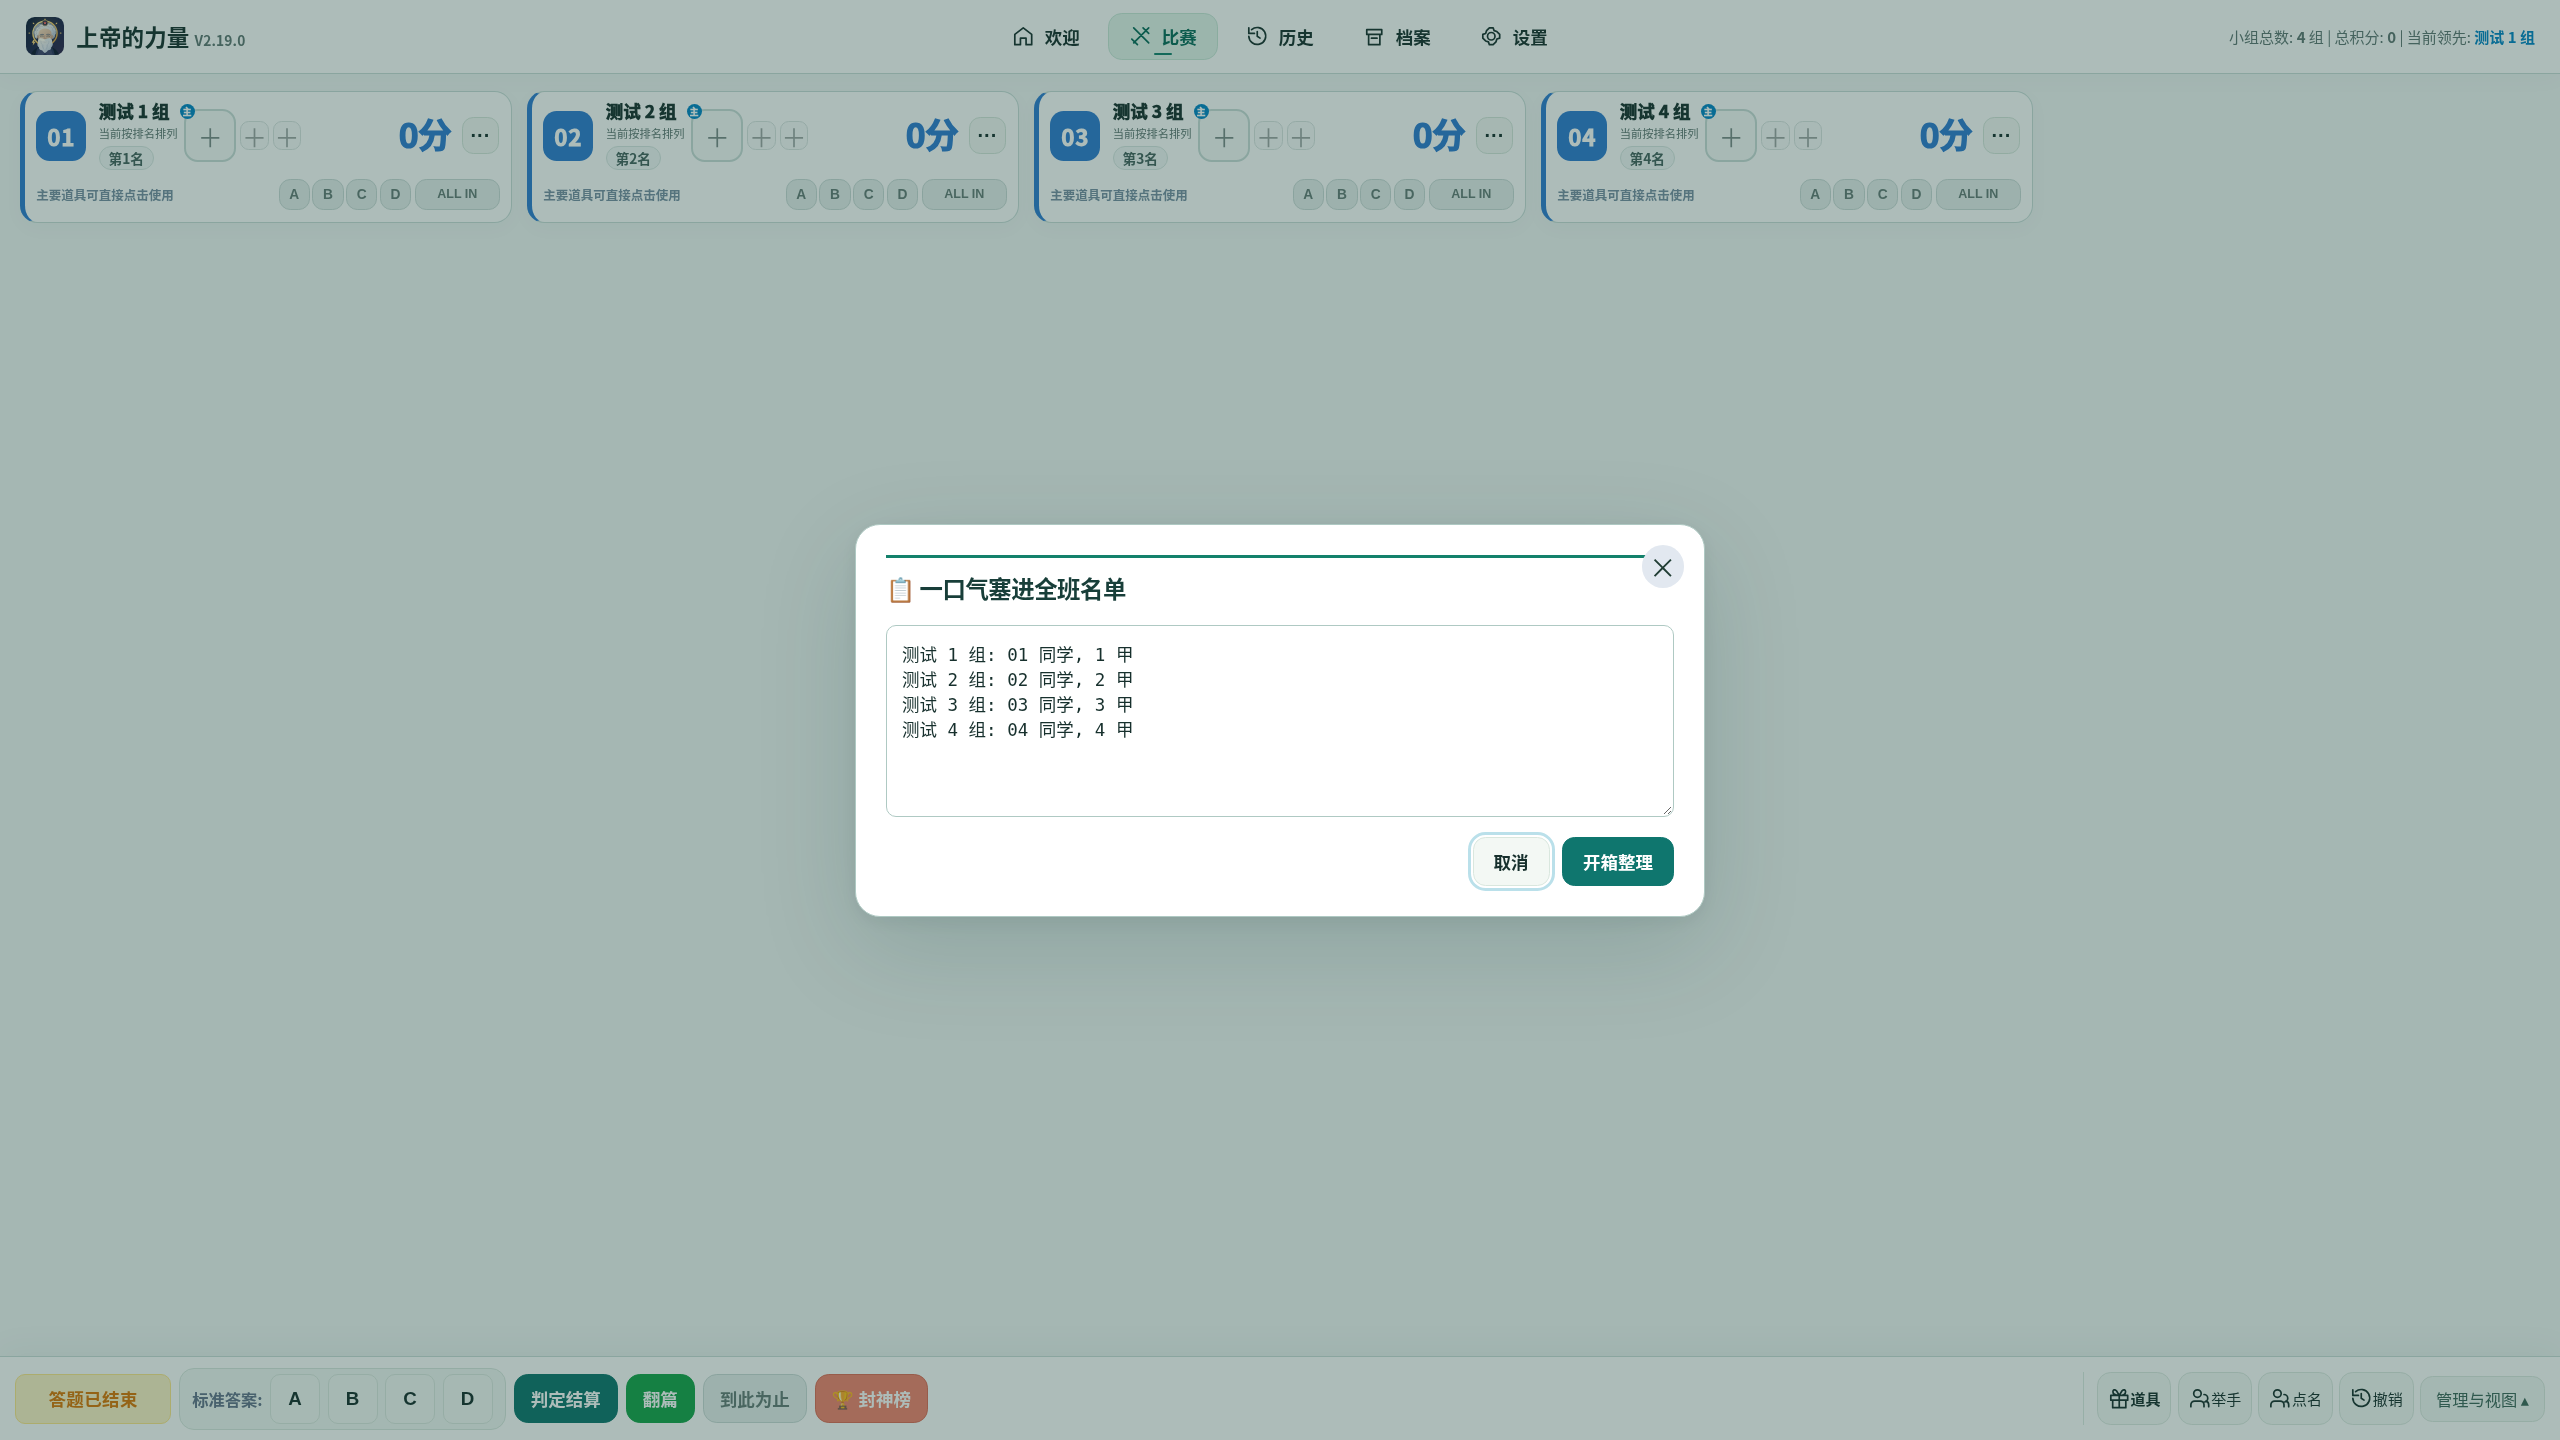 上帝的力量 V2.19.0
欢迎
比赛
历史
档案
设置
小组总数: 4 组 | 总积分: 0 | 当前领先: 测试 1 组
01
测试 1 组
当前按排名排列
第1名
主
0分
...
主要道具可直接点击使用
A B C D ALL IN
02
测试 2 组
当前按排名排列
第2名
主
0分
...
主要道具可直接点击使用
A B C D ALL IN
03
测试 3 组
当前按排名排列
第3名
主
0分
...
主要道具可直接点击使用
A B C D ALL IN
04
测试 4 组
当前按排名排列
第4名
主
0分
...
主要道具可直接点击使用
A B C D ALL IN
📋 一口气塞进全班名单
测试 1 组: 01 同学, 1 甲
测试 2 组: 02 同学, 2 甲
测试 3 组: 03 同学, 3 甲
测试 4 组: 04 同学, 4 甲
取消
开箱整理
答题已结束
标准答案: A B C D
判定结算
翻篇
到此为止
🏆 封神榜
道具
举手
点名
撤销
管理与视图 ▴